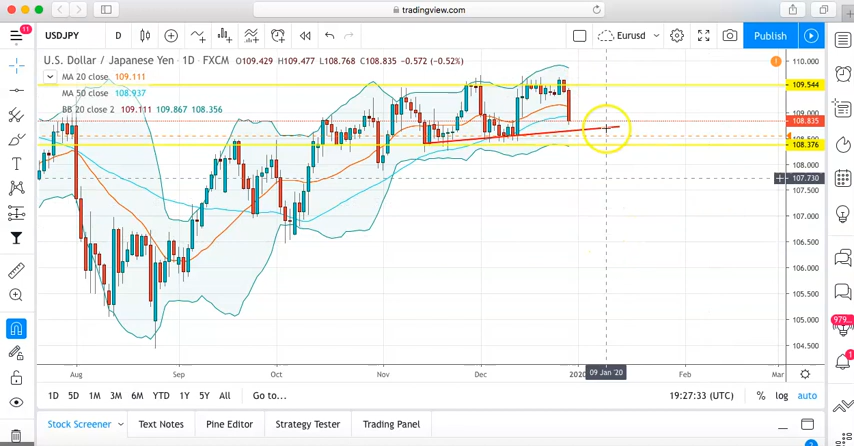 tradingview.com
11
USDJPY
D
Eurusd
Publish
U.S. Dollar / Japanese Yen · 1D · FXCM O109.429 H109.477 L108.768 C108.835 -0.572 (-0.52%)
MA 20 close 109.111
MA 50 close 108.937
BB 20 close 2 109.111 109.867 108.356
110.000
109.544
109.000
108.835
108.376
108.000
107.730
107.000
106.500
106.000
105.500
105.000
104.500
Aug Sep Oct Nov Dec 2020 09 Jan '20 Feb Mar
5D 1D 5D 1M 3M 6M YTD 1Y 5Y All Go to... 19:27:33 (UTC) % log auto
Stock Screener Text Notes Pine Editor Strategy Tester Trading Panel
979